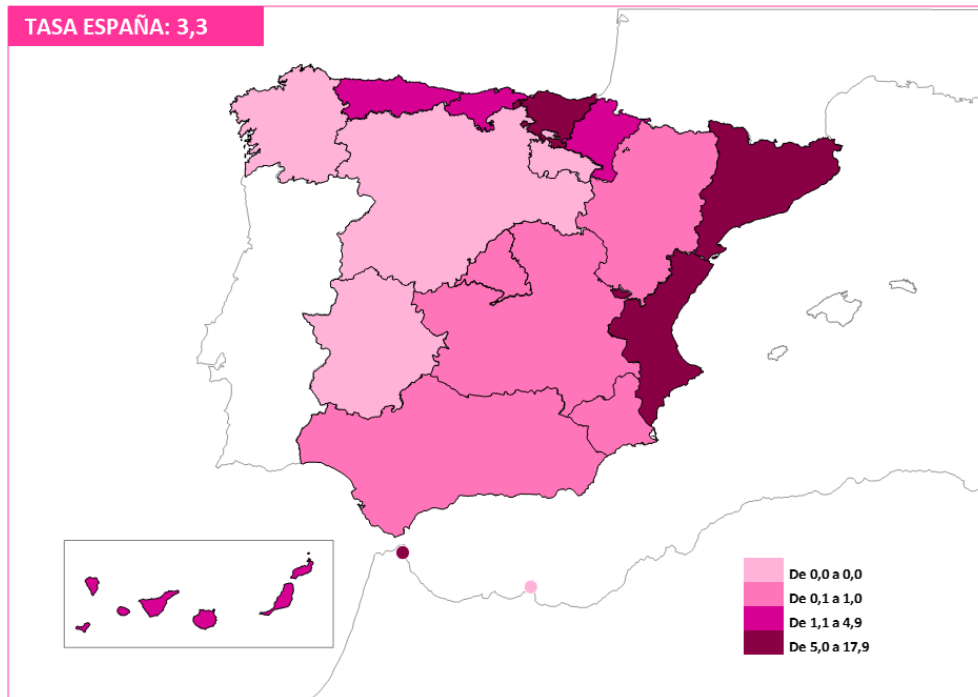 TASA ESPAÑA: 3,3
De 0,0 a 0,0
De 0,1 a 1,0
De 1,1 a 4,9
De 5,0 a 17,9